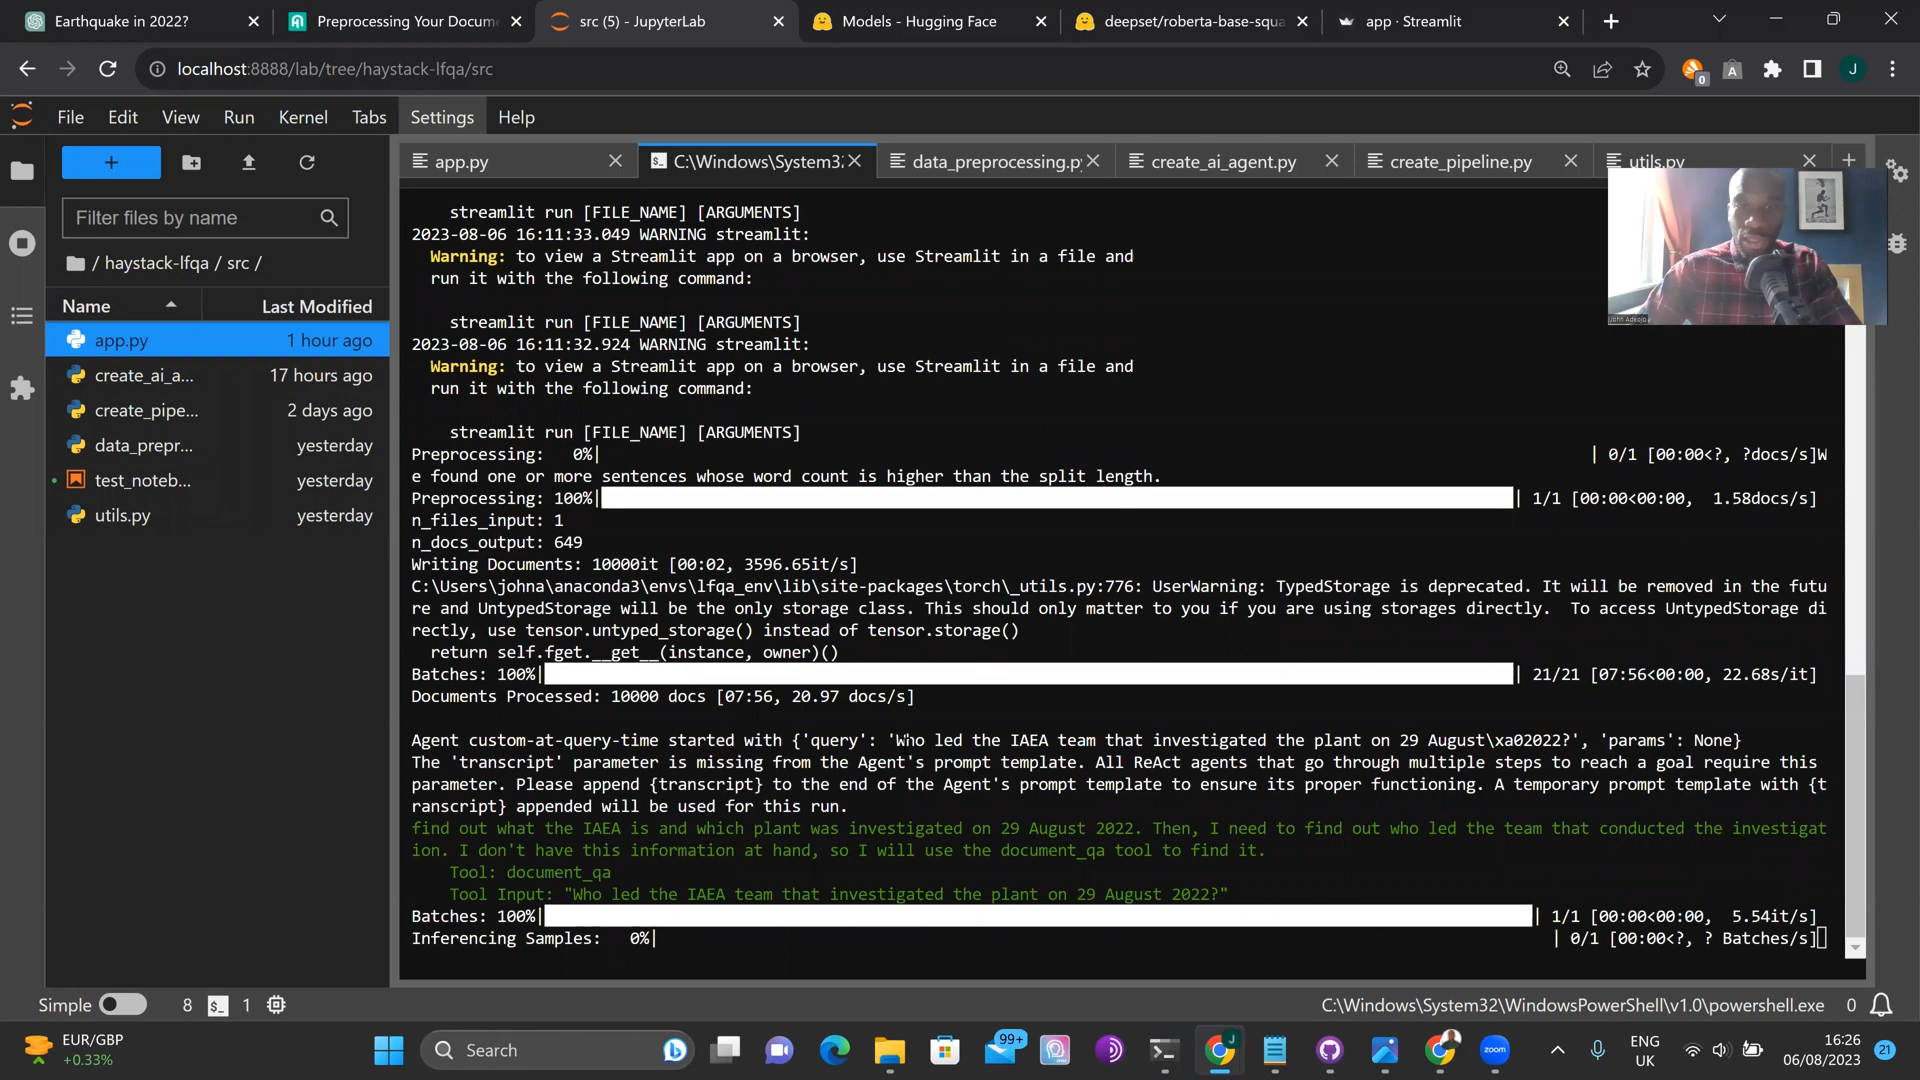 Earthquake in 2022?
Preprocessing Your Docume
src (5) - JupyterLab
Models - Hugging Face
deepset/roberta-base-squa
app · Streamlit
localhost:8888/lab/tree/haystack-lfqa/src
0
A
J
File Edit View Run Kernel Tabs Settings Help
+
app.py
C:\Windows\System3
data_preprocessing.py
create_ai_agent.py
create_pipeline.py
utils.py
Filter files by name
/ haystack-lfqa / src /
Name Last Modified
app.py 1 hour ago
create_ai_a... 17 hours ago
create_pipe... 2 days ago
data_prepr... yesterday
test_noteb... yesterday
utils.py yesterday
streamlit run [FILE_NAME] [ARGUMENTS]
2023-08-06 16:11:33.049 WARNING streamlit:
Warning: to view a Streamlit app on a browser, use Streamlit in a file and
run it with the following command:
streamlit run [FILE_NAME] [ARGUMENTS]
2023-08-06 16:11:32.924 WARNING streamlit:
Warning: to view a Streamlit app on a browser, use Streamlit in a file and
run it with the following command:
streamlit run [FILE_NAME] [ARGUMENTS]
Preprocessing:   0%| | 0/1 [00:00<?, ?docs/s]W
e found one or more sentences whose word count is higher than the split length.
Preprocessing: 100%| | 1/1 [00:00<00:00,  1.58docs/s]
n_files_input: 1
n_docs_output: 649
Writing Documents: 10000it [00:02, 3596.65it/s]
C:\Users\johna\anaconda3\envs\lfqa_env\lib\site-packages\torch\_utils.py:776: UserWarning: TypedStorage is deprecated. It will be removed in the futu
re and UntypedStorage will be the only storage class. This should only matter to you if you are using storages directly.  To access UntypedStorage di
rectly, use tensor.untyped_storage() instead of tensor.storage()
return self.fget.__get__(instance, owner)()
Batches: 100%| | 21/21 [07:56<00:00, 22.68s/it]
Documents Processed: 10000 docs [07:56, 20.97 docs/s]
Agent custom-at-query-time started with {'query': 'Who led the IAEA team that investigated the plant on 29 August\xa02022?', 'params': None}
The 'transcript' parameter is missing from the Agent's prompt template. All ReAct agents that go through multiple steps to reach a goal require this
parameter. Please append {transcript} to the end of the Agent's prompt template to ensure its proper functioning. A temporary prompt template with {t
ranscript} appended will be used for this run.
find out what the IAEA is and which plant was investigated on 29 August 2022. Then, I need to find out who led the team that conducted the investigat
ion. I don't have this information at hand, so I will use the document_qa tool to find it.
Tool: document_qa
Tool Input: "Who led the IAEA team that investigated the plant on 29 August 2022?"
Batches: 100%| | 1/1 [00:00<00:00,  5.54it/s]
Inferencing Samples:   0%| | 0/1 [00:00<?, ? Batches/s]
John Adeojo
Simple 8 1
C:\Windows\System32\WindowsPowerShell\v1.0\powershell.exe 0
EUR/GBP
+0.33%
Search
99+
J
zoom
ENG
UK
16:26
06/08/2023
21